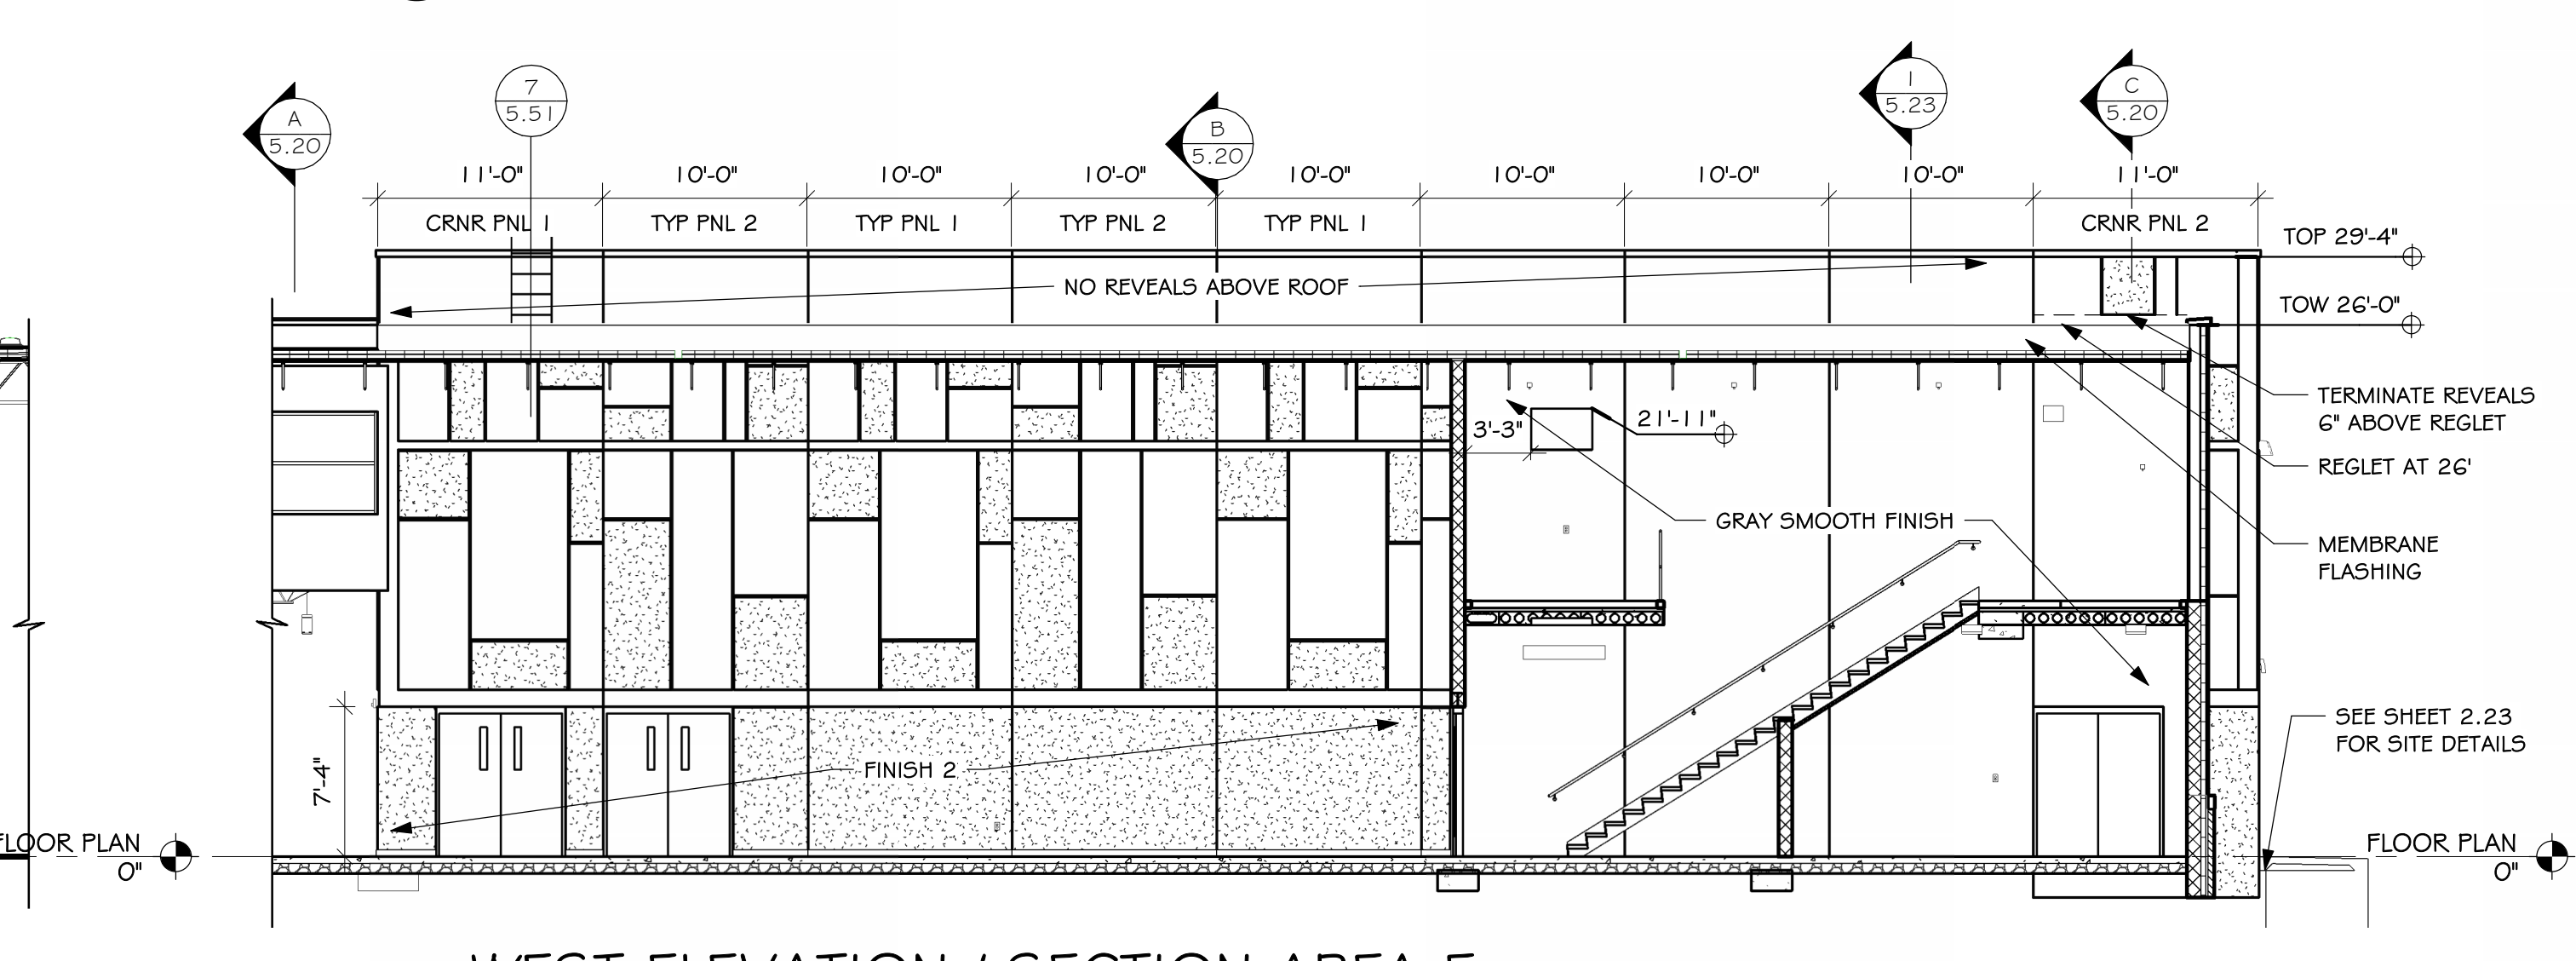 A
5.20
7
5.51
B
5.20
1
5.23
C
5.20
11'-0"
10'-0"
10'-0"
10'-0"
10'-0"
10'-0"
10'-0"
10'-0"
11'-0"
CRNR PNL 1
TYP PNL 2
TYP PNL 1
TYP PNL 2
TYP PNL 1
CRNR PNL 2
TOP 29'-4"
NO REVEALS ABOVE ROOF
TOW 26'-0"
TERMINATE REVEALS
6" ABOVE REGLET
3'-3"
21'-11"
REGLET AT 26'
GRAY SMOOTH FINISH
MEMBRANE
FLASHING
SEE SHEET 2.23
FOR SITE DETAILS
FINISH 2
7'-4"
FLOOR PLAN
0"
FLOOR PLAN
0"
WEST ELEVATION / SECTION AREA